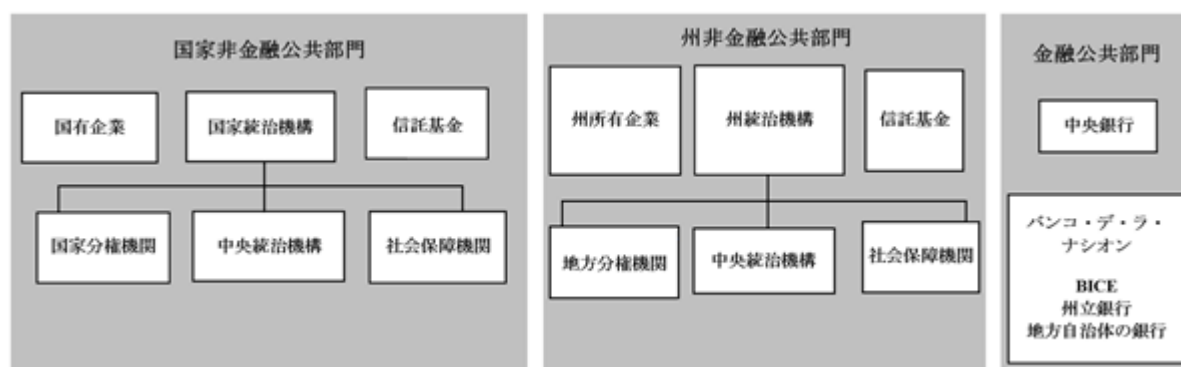 国家非金融公共部門
国有企業
国家統治機構
信託基金
国家分権機関
中央統治機構
社会保障機関
州非金融公共部門
州所有企業
州統治機構
信託基金
地方分権機関
中央統治機構
社会保障機関
金融公共部門
中央銀行
バンコ・デ・ラ・
ナシオン
BICE
州立銀行
地方自治体の銀行